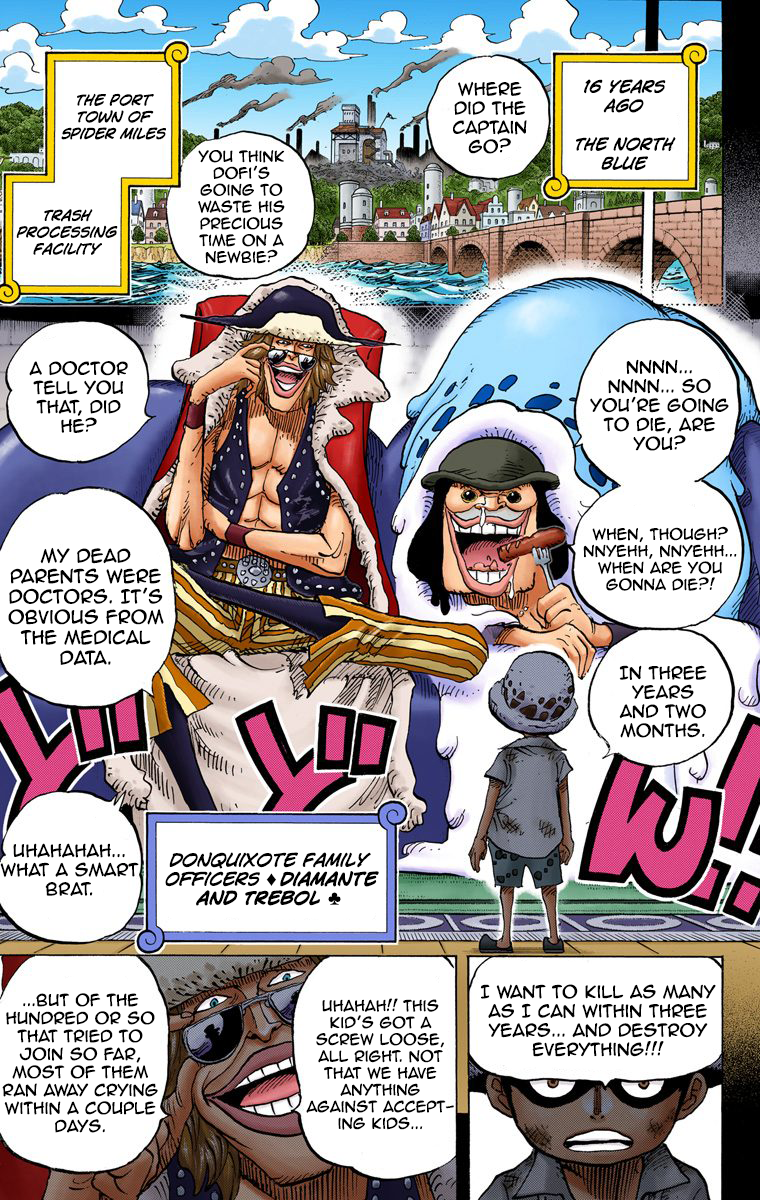 16 YEARS
AGO
THE NORTH
BLUE
WHERE
DID THE
CAPTAIN
GO?
THE PORT
TOWN OF
SPIDER MILES
TRASH
PROCESSING
FACILITY
YOU THINK
DOFI'S
GOING TO
WASTE HIS
PRECIOUS
TIME ON A
NEWBIE?
NNNN...
NNNN... SO
YOU'RE GOING
TO DIE, ARE
YOU?
WHEN, THOUGH?
NNYEHH, NNYEHH...
WHEN ARE YOU
GONNA DIE?!
IN THREE
YEARS
AND TWO
MONTHS.
A DOCTOR
TELL YOU
THAT, DID
HE?
MY DEAD
PARENTS WERE
DOCTORS. IT'S
OBVIOUS FROM
THE MEDICAL
DATA.
UHAHAHAH...
WHAT A SMART
BRAT.
ドドン!!
DONQUIXOTE FAMILY
OFFICERS ♦ DIAMANTE
AND TREBOL ♣
I WANT TO KILL AS MANY
AS I CAN WITHIN THREE
YEARS... AND DESTROY
EVERYTHING!!!
UHAHAH!! THIS
KID'S GOT A
SCREW LOOSE,
ALL RIGHT. NOT
THAT WE HAVE
ANYTHING
AGAINST ACCEPT-
ING KIDS...
...BUT OF THE
HUNDRED OR SO
THAT TRIED TO
JOIN SO FAR,
MOST OF THEM
RAN AWAY CRYING
WITHIN A COUPLE
DAYS.